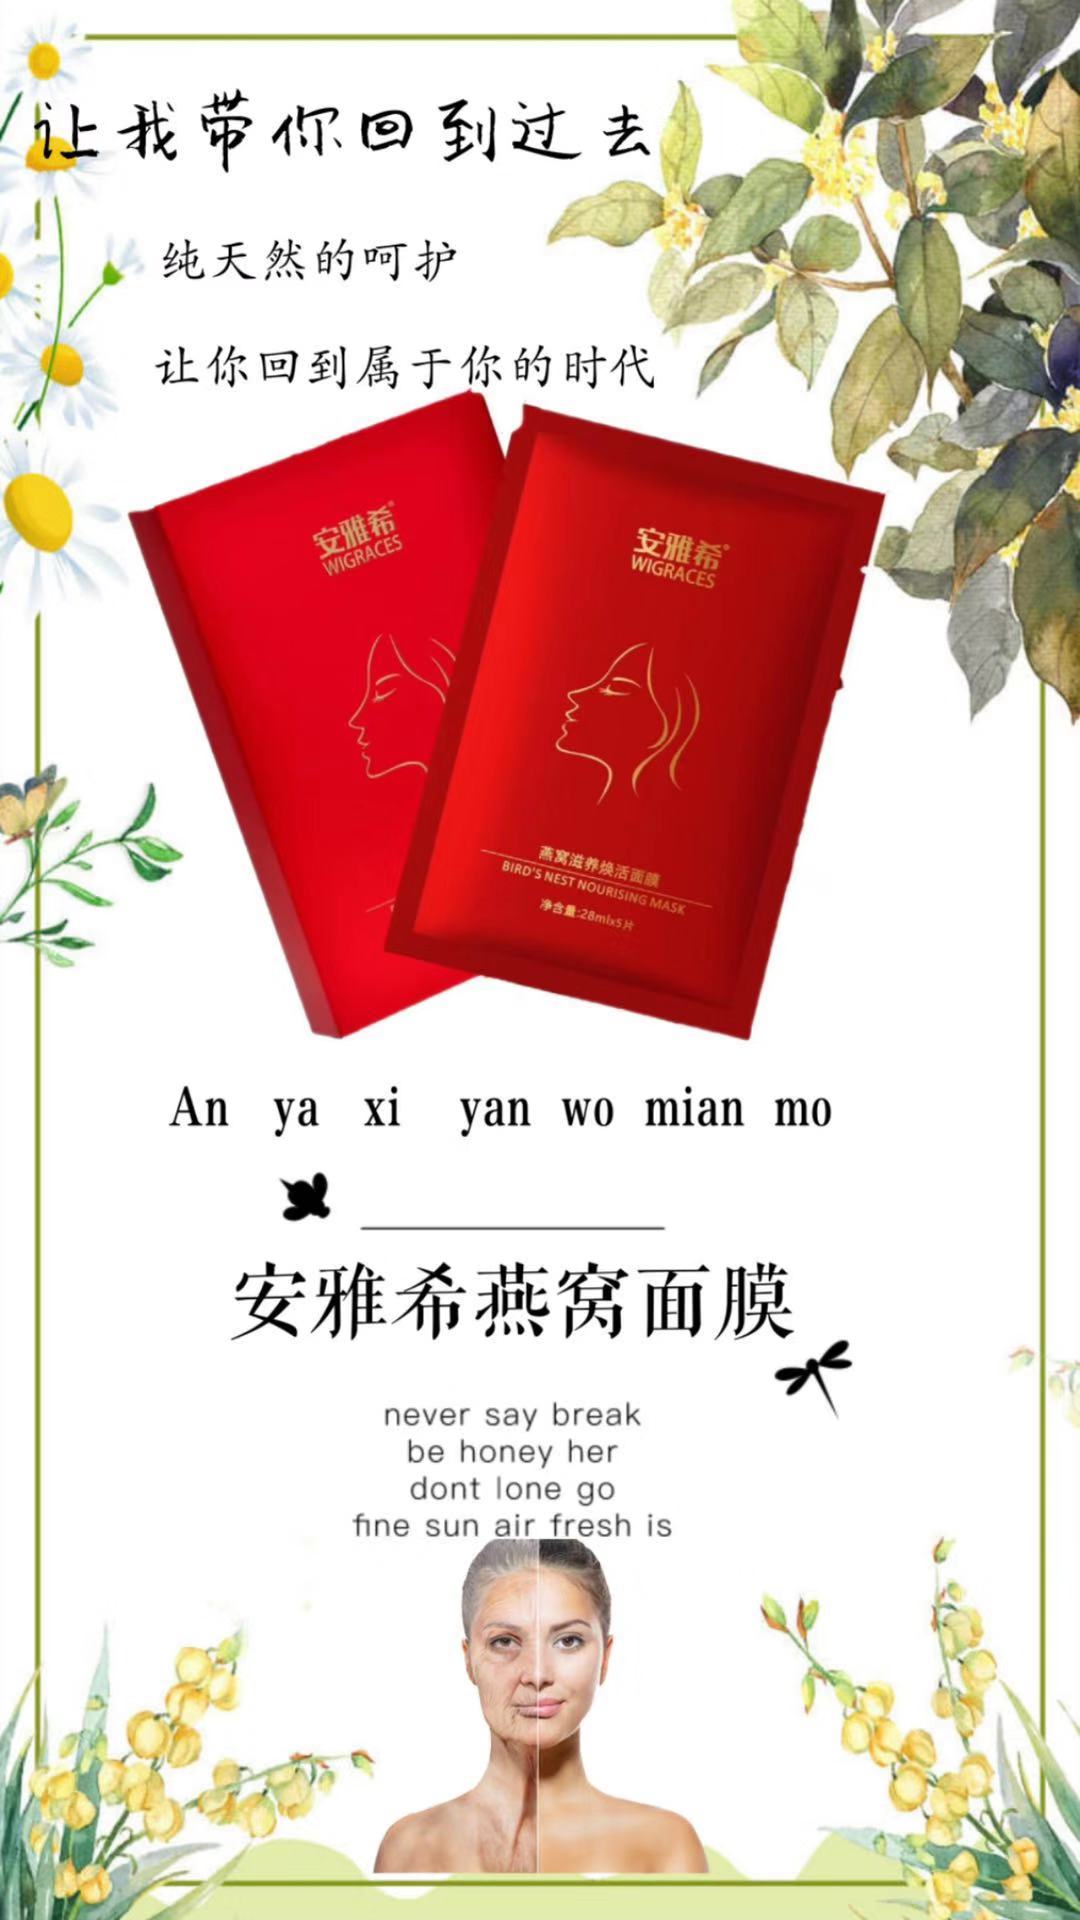 让我带你回到过去
纯天然的呵护
让你回到属于你的时代
安雅希®
WIGRACES
安雅希®
WIGRACES
燕窝滋养焕活面膜
BIRD'S NEST NOURISING MASK
净含量:28mlx5片
An ya xi yan wo mian mo
安雅希燕窝面膜
never say break
be honey her
dont lone go
fine sun air fresh is